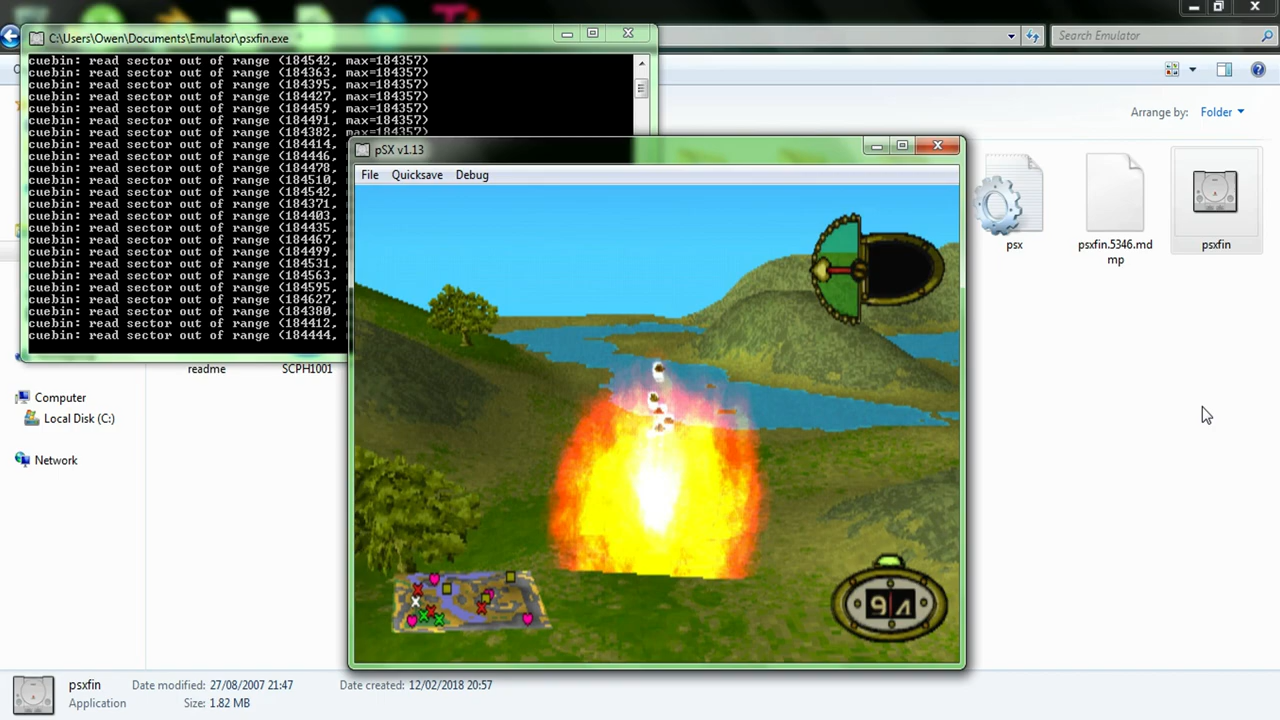 C:\Users\Owen\Documents\Emulator\psxfin.exe
Search Emulator
cuebin: read sector out of range (184542, max=184357)
cuebin: read sector out of range (184363, max=184357)
cuebin: read sector out of range (184395, max=184357)
cuebin: read sector out of range (184427, max=184357)
cuebin: read sector out of range (184459, max=184357)
cuebin: read sector out of range (184491, max=184357)
cuebin: read sector out of range (184382, max=184357)
cuebin: read sector out of range (184414,
cuebin: read sector out of range (184446,
cuebin: read sector out of range (184478,
cuebin: read sector out of range (184510,
cuebin: read sector out of range (184542,
cuebin: read sector out of range (184371,
cuebin: read sector out of range (184403,
cuebin: read sector out of range (184435,
cuebin: read sector out of range (184467,
cuebin: read sector out of range (184499,
cuebin: read sector out of range (184531,
cuebin: read sector out of range (184563,
cuebin: read sector out of range (184595,
cuebin: read sector out of range (184627,
cuebin: read sector out of range (184380,
cuebin: read sector out of range (184412,
cuebin: read sector out of range (184444,
Arrange by: Folder
pSX v1.13
File Quicksave Debug
psx
psxfin.5346.md
mp
psxfin
readme
SCPH1001
Computer
Local Disk (C:)
Network
psxfin
Application
Date modified: 27/08/2007 21:47
Size: 1.82 MB
Date created: 12/02/2018 20:57